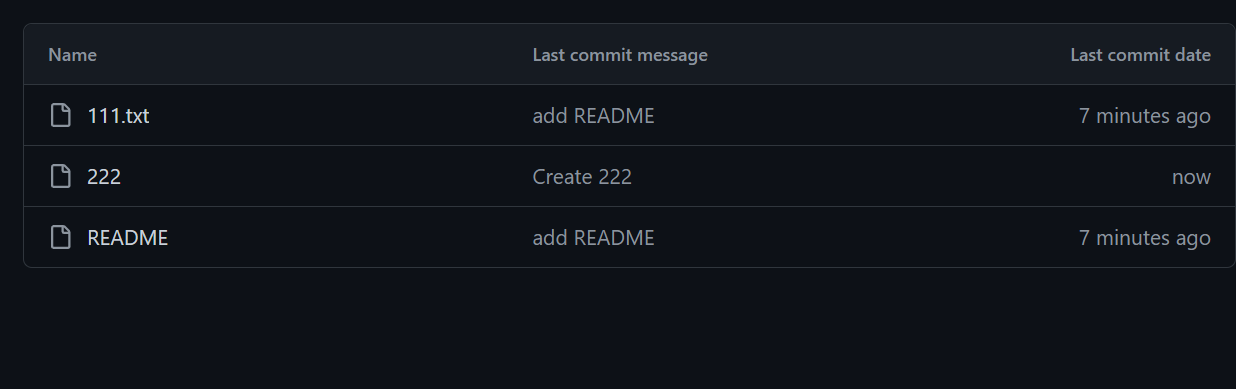 Name Last commit message Last commit date
111.txt add README 7 minutes ago
222 Create 222 now
README add README 7 minutes ago